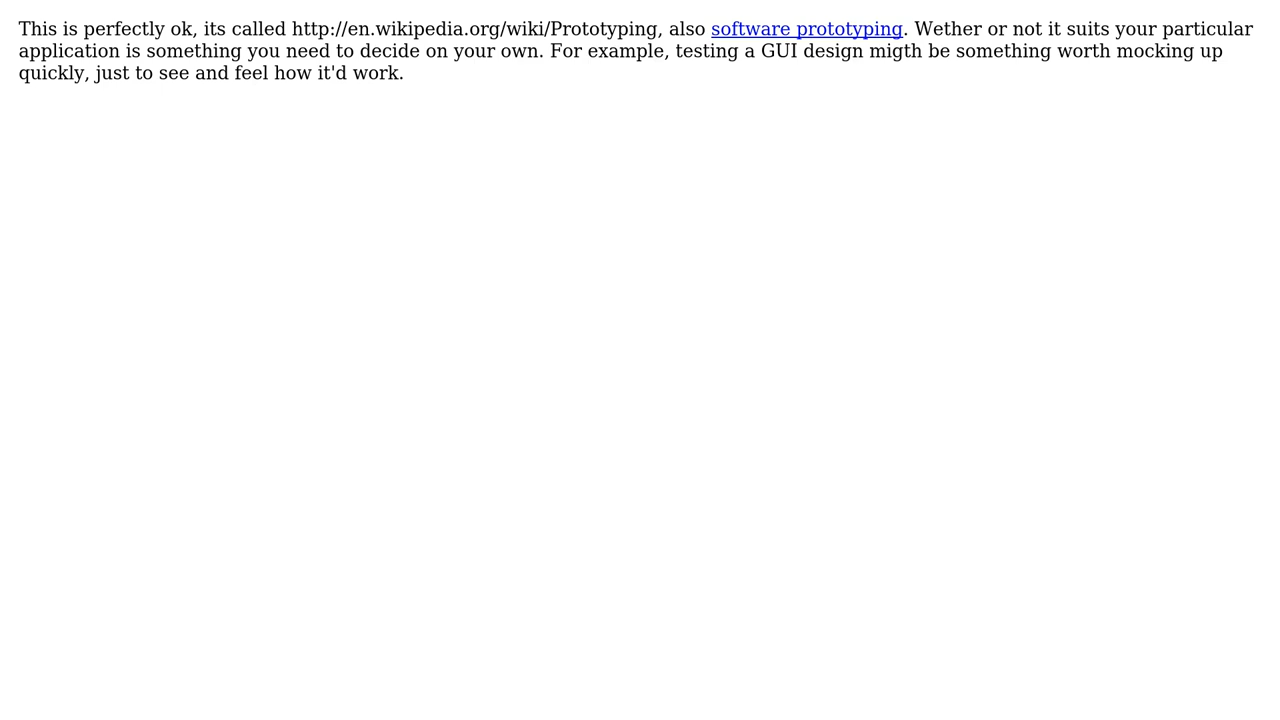 This is perfectly ok, its called http://en.wikipedia.org/wiki/Prototyping, also software prototyping. Wether or not it suits your particular
application is something you need to decide on your own. For example, testing a GUI design migth be something worth mocking up
quickly, just to see and feel how it'd work.